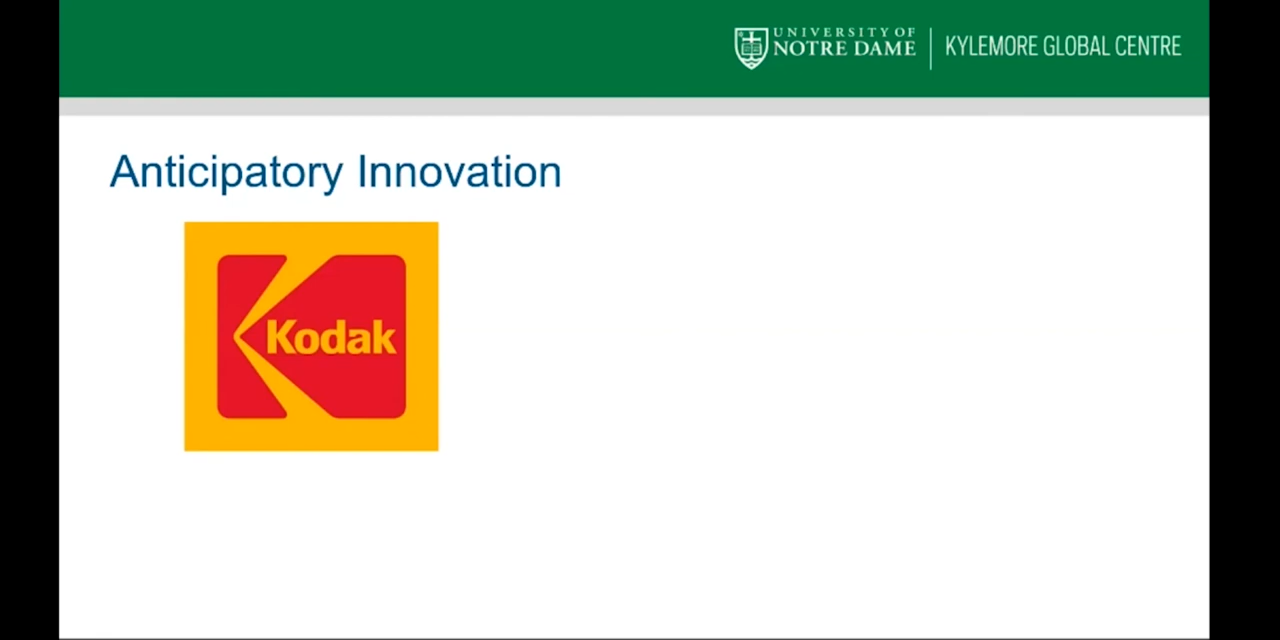 UNIVERSITY OF
NOTRE DAME
KYLEMORE GLOBAL CENTRE
Anticipatory Innovation
Kodak